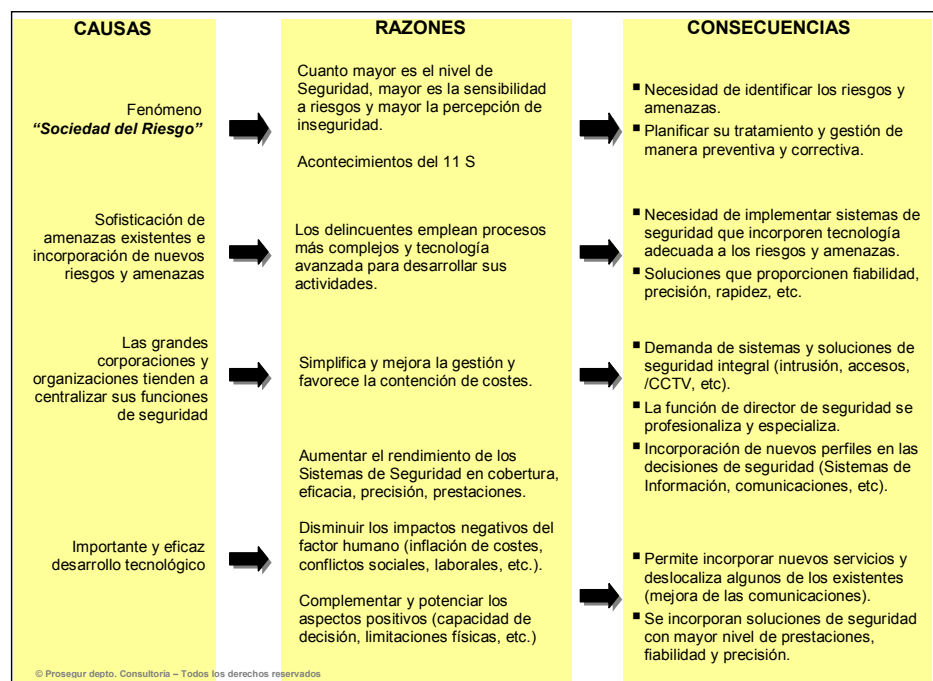 CAUSAS
RAZONES
CONSECUENCIAS
Fenómeno
“Sociedad del Riesgo”
Cuanto mayor es el nivel de
Seguridad, mayor es la sensibilidad
a riesgos y mayor la percepción de
inseguridad.
Acontecimientos del 11 S
▪ Necesidad de identificar los riesgos y
amenazas.
▪ Planificar su tratamiento y gestión de
manera preventiva y correctiva.
Sofisticación de
amenazas existentes e
incorporación de nuevos
riesgos y amenazas
Los delincuentes emplean procesos
más complejos y tecnología
avanzada para desarrollar sus
actividades.
▪ Necesidad de implementar sistemas de
seguridad que incorporen tecnología
adecuada a los riesgos y amenazas.
▪ Soluciones que proporcionen fiabilidad,
precisión, rapidez, etc.
Las grandes
corporaciones y
organizaciones tienden a
centralizar sus funciones
de seguridad
Simplifica y mejora la gestión y
favorece la contención de costes.
▪ Demanda de sistemas y soluciones de
seguridad integral (intrusión, accesos,
/CCTV, etc).
▪ La función de director de seguridad se
profesionaliza y especializa.
▪ Incorporación de nuevos perfiles en las
decisiones de seguridad (Sistemas de
Información, comunicaciones, etc).
Importante y eficaz
desarrollo tecnológico
Aumentar el rendimiento de los
Sistemas de Seguridad en cobertura,
eficacia, precisión, prestaciones.
Disminuir los impactos negativos del
factor humano (inflación de costes,
conflictos sociales, laborales, etc.).
Complementar y potenciar los
aspectos positivos (capacidad de
decisión, limitaciones físicas, etc.)
▪ Permite incorporar nuevos servicios y
deslocaliza algunos de los existentes
(mejora de las comunicaciones).
▪ Se incorporan soluciones de seguridad
con mayor nivel de prestaciones,
fiabilidad y precisión.
© Prosegur depto. Consultoría – Todos los derechos reservados